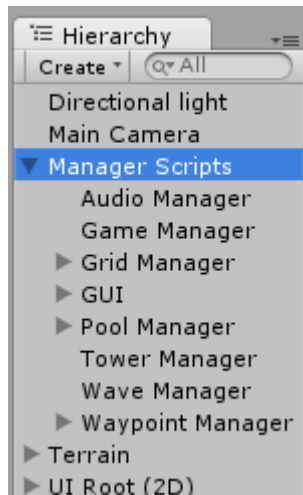 Hierarchy
Create All
Directional light
Main Camera
Manager Scripts
Audio Manager
Game Manager
Grid Manager
GUI
Pool Manager
Tower Manager
Wave Manager
Waypoint Manager
Terrain
UI Root (2D)